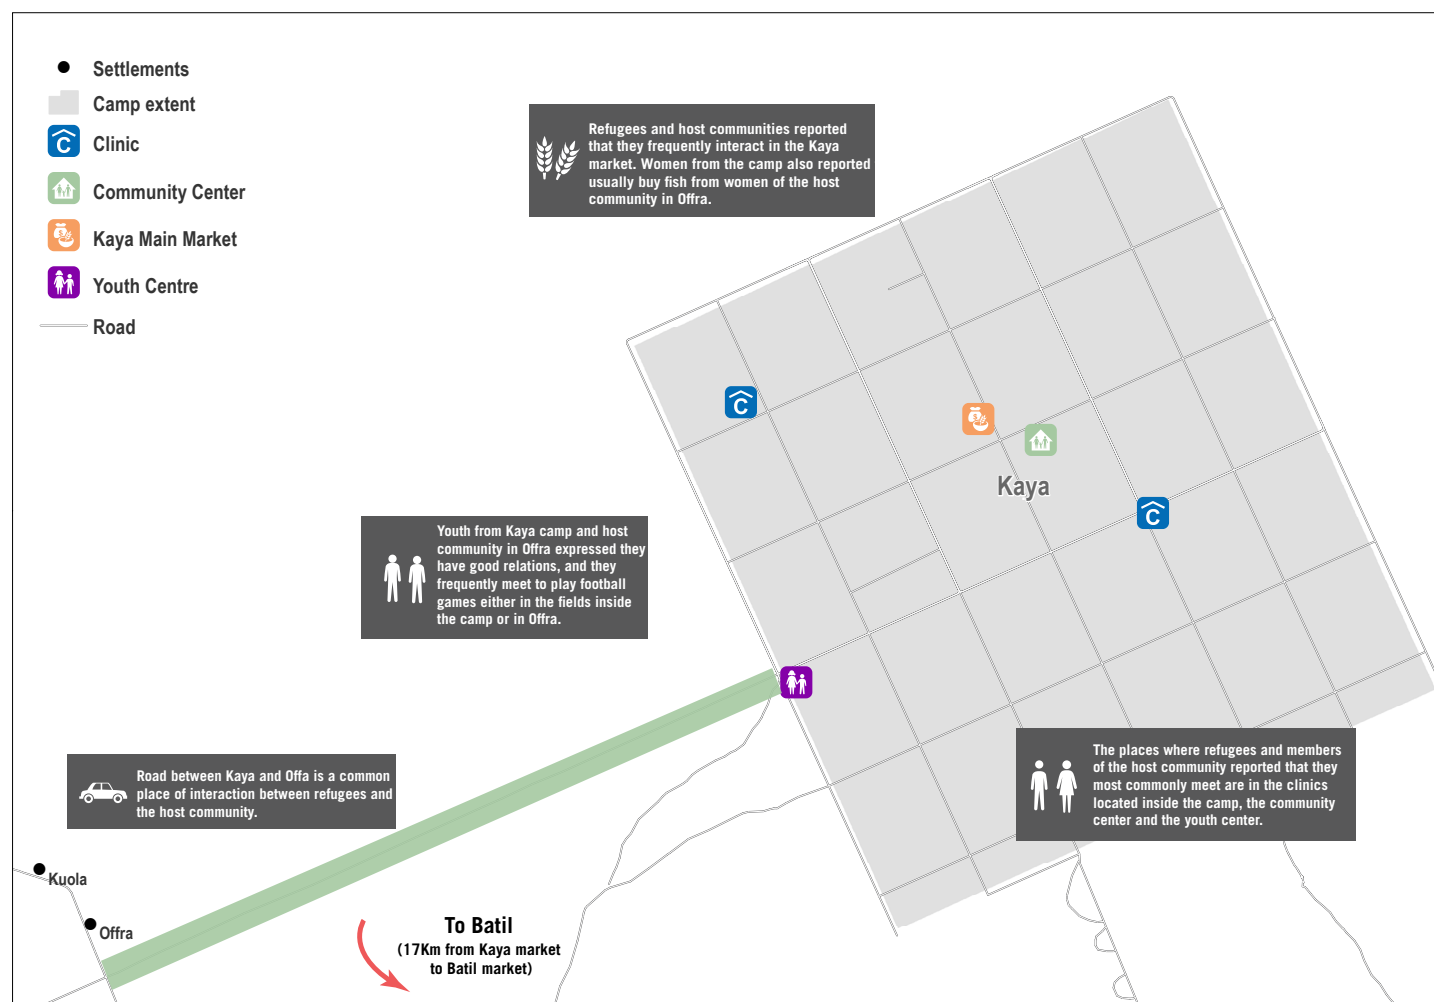 Settlements
Camp extent
C
Clinic
Community Center
Kaya Main Market
Youth Centre
Road
Refugees and host communities reported
that they frequently interact in the Kaya
market. Women from the camp also reported
usually buy fish from women of the host
community in Offra.
C
Kaya
C
Youth from Kaya camp and host
community in Offra expressed they
have good relations, and they
frequently meet to play football
games either in the fields inside
the camp or in Offra.
Road between Kaya and Offa is a common
place of interaction between refugees and
the host community.
The places where refugees and members
of the host community reported that they
most commonly meet are in the clinics
located inside the camp, the community
center and the youth center.
Kuola
Offra
To Batil
(17Km from Kaya market
to Batil market)